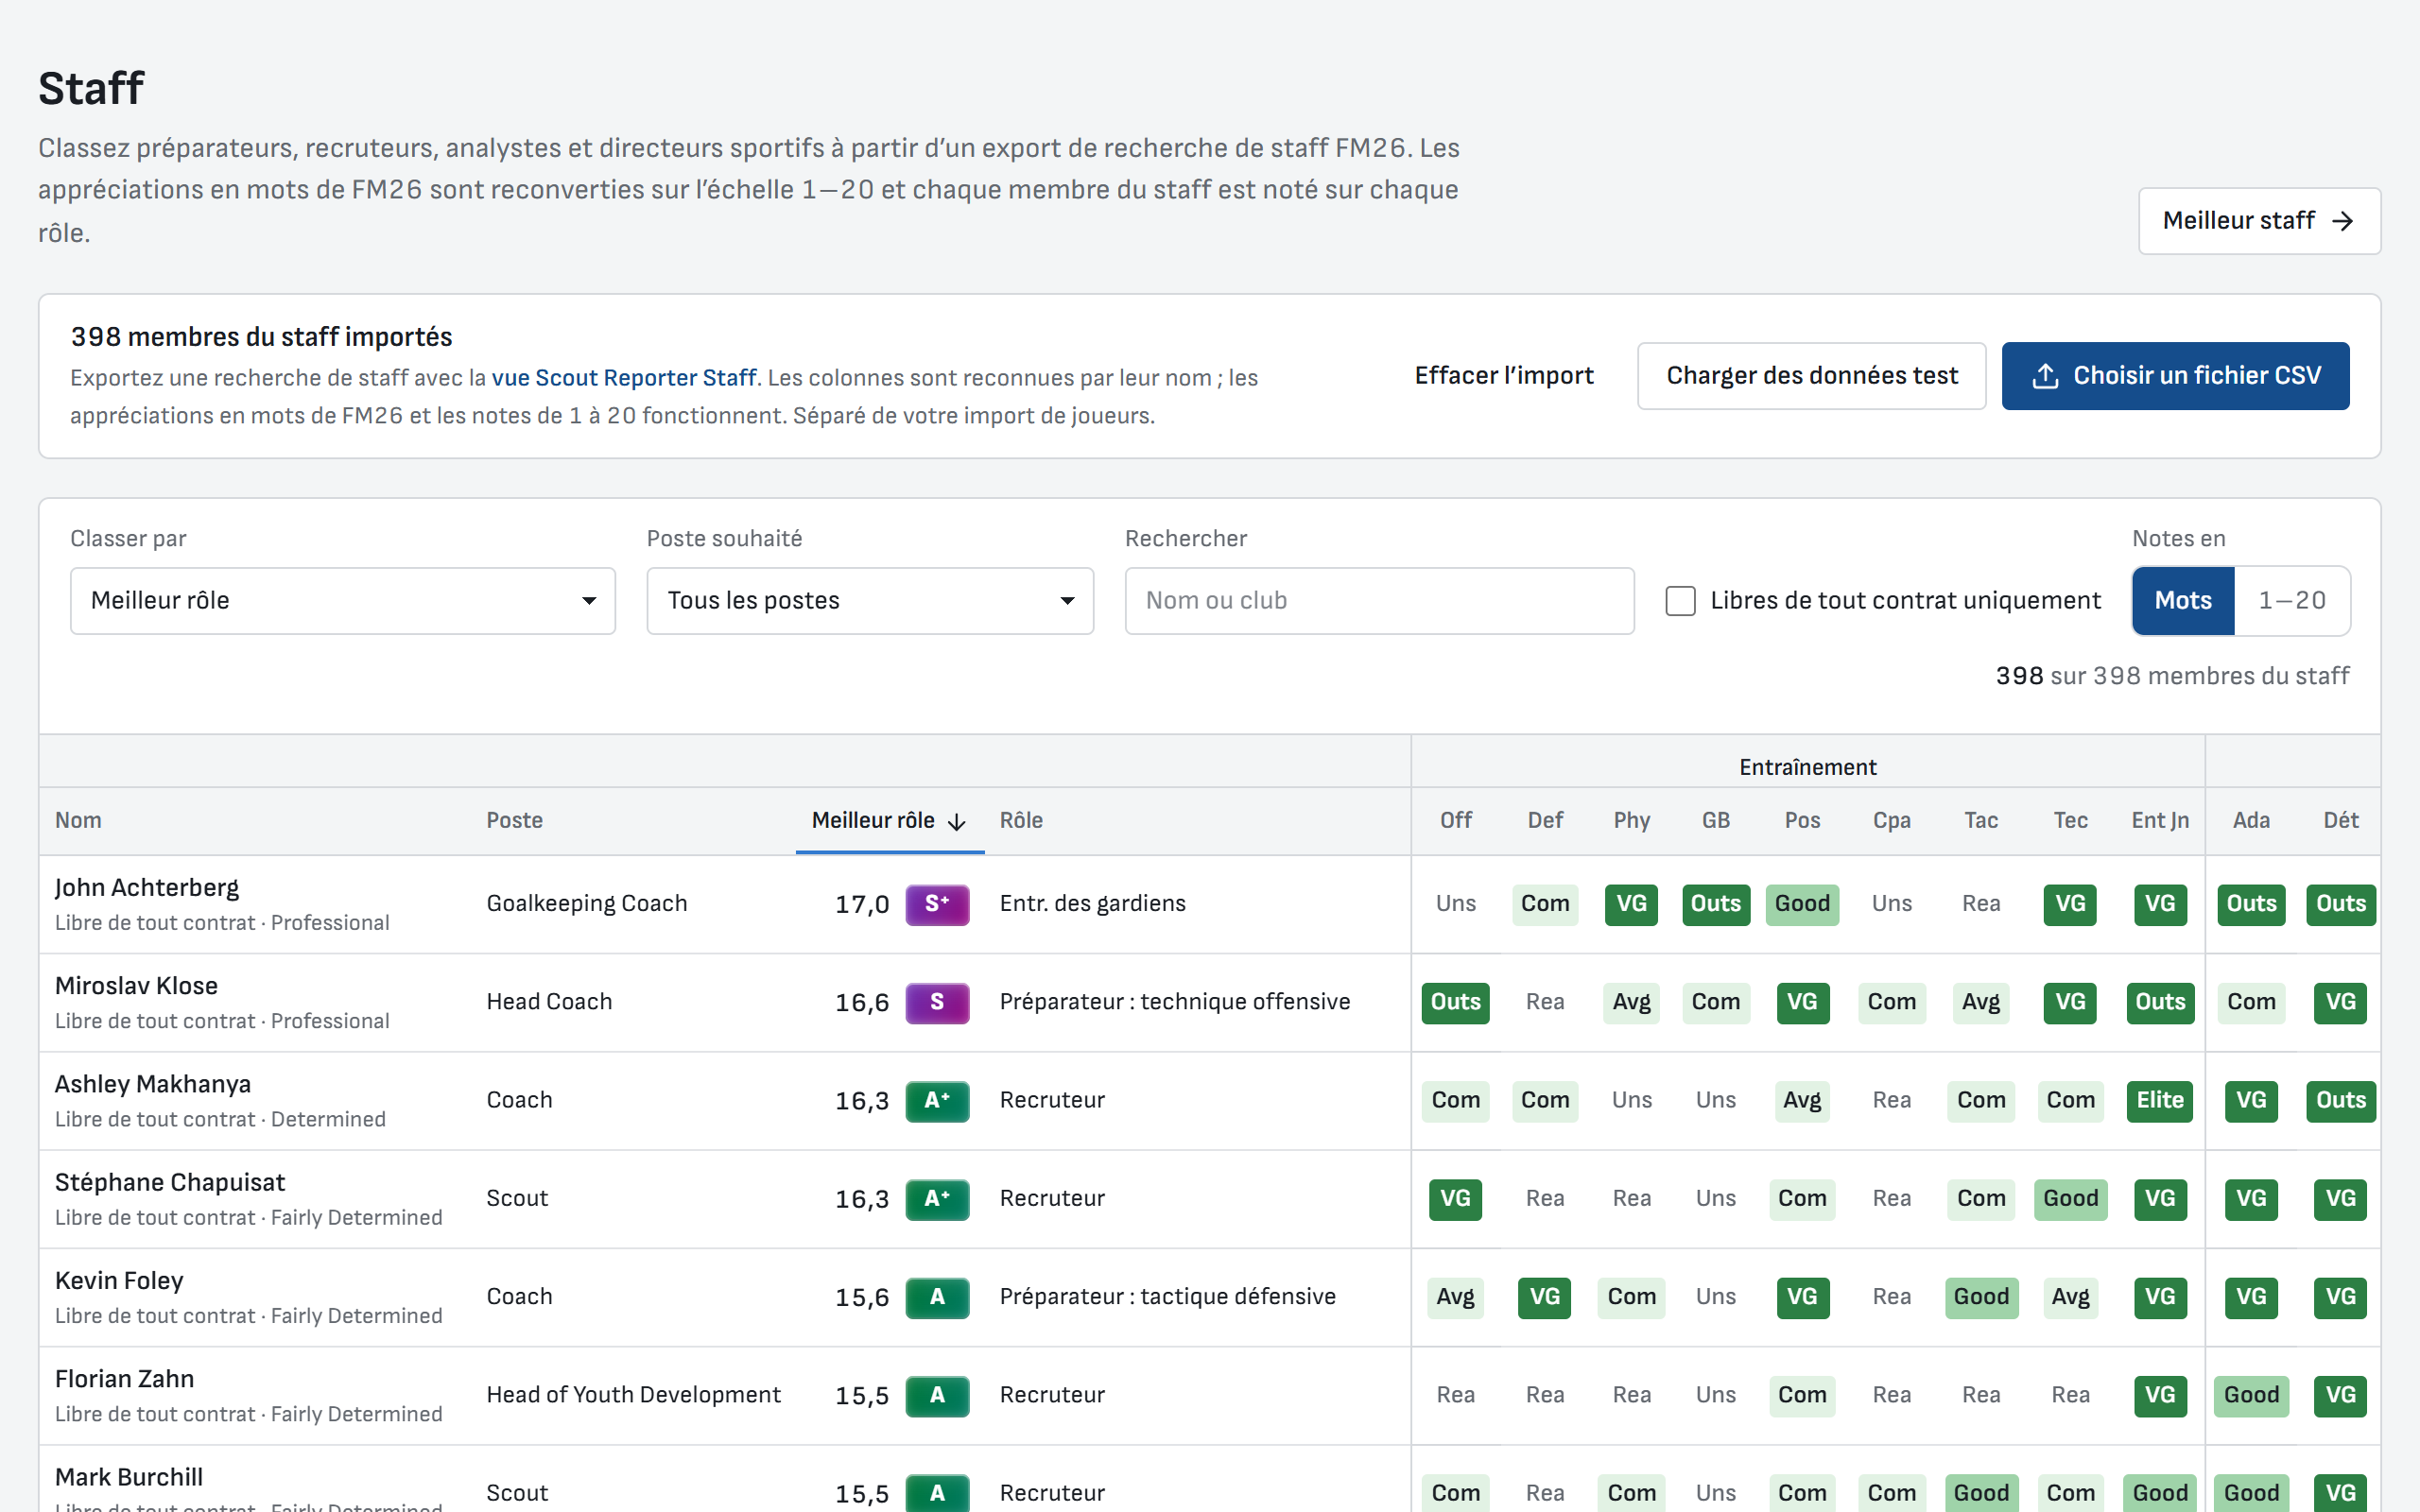 Staff
Classez préparateurs, recruteurs, analystes et directeurs sportifs à partir d’un export de recherche de staff FM26. Les
appréciations en mots de FM26 sont reconverties sur l’échelle 1–20 et chaque membre du staff est noté sur chaque
rôle.
Meilleur staff →
398 membres du staff importés
Exportez une recherche de staff avec la vue Scout Reporter Staff. Les colonnes sont reconnues par leur nom ; les
appréciations en mots de FM26 et les notes de 1 à 20 fonctionnent. Séparé de votre import de joueurs.
Effacer l’import Charger des données test Choisir un fichier CSV
Classer par Poste souhaité Rechercher Notes en
Meilleur rôle Tous les postes Nom ou club Libres de tout contrat uniquement Mots 1–20
398 sur 398 membres du staff
Entraînement
Nom Poste Meilleur rôle ↓ Rôle Off Def Phy GB Pos Cpa Tac Tec Ent Jn Ada Dét
John Achterberg Goalkeeping Coach 17,0 S+ Entr. des gardiens Uns Com VG Outs Good Uns Rea VG VG Outs Outs
Libre de tout contrat · Professional
Miroslav Klose Head Coach 16,6 S Préparateur : technique offensive Outs Rea Avg Com VG Com Avg VG Outs Com VG
Libre de tout contrat · Professional
Ashley Makhanya Coach 16,3 A+ Recruteur Com Com Uns Uns Avg Rea Com Com Elite VG Outs
Libre de tout contrat · Determined
Stéphane Chapuisat Scout 16,3 A+ Recruteur VG Rea Rea Uns Com Rea Com Good VG VG VG
Libre de tout contrat · Fairly Determined
Kevin Foley Coach 15,6 A Préparateur : tactique défensive Avg VG Com Uns VG Rea Good Avg VG VG VG
Libre de tout contrat · Fairly Determined
Florian Zahn Head of Youth Development 15,5 A Recruteur Rea Rea Rea Uns Com Rea Rea Rea VG Good VG
Libre de tout contrat · Fairly Determined
Mark Burchill Scout 15,5 A Recruteur Com Rea Com Uns Com Com Good Com Good Good VG
Libre de tout contrat · Fairly Determined